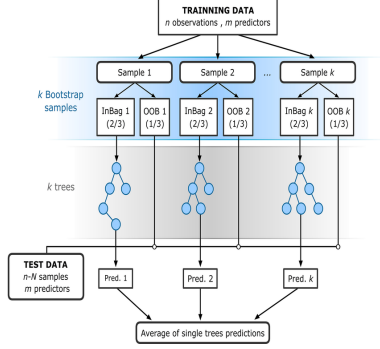 TRAINNING DATA
n observations , m predictors
Sample 1
Sample 2
...
Sample k
k Bootstrap
samples
InBag 1
(2/3)
OOB 1
(1/3)
InBag 2
(2/3)
OOB 2
(1/3)
InBag k
(2/3)
OOB k
(1/3)
k trees
TEST DATA
n-N samples
m predictors
Pred. 1
Pred. 2
Pred. k
Average of single trees predictions